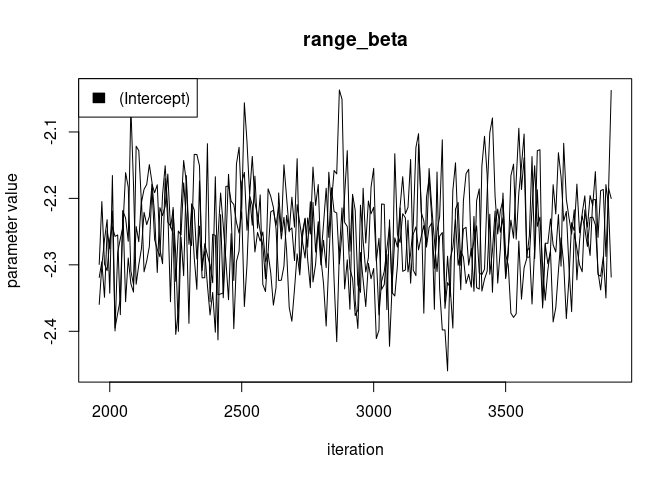 range_beta
(Intercept)
parameter value
-2.1
-2.2
-2.3
-2.4
2000
2500
3000
3500
iteration